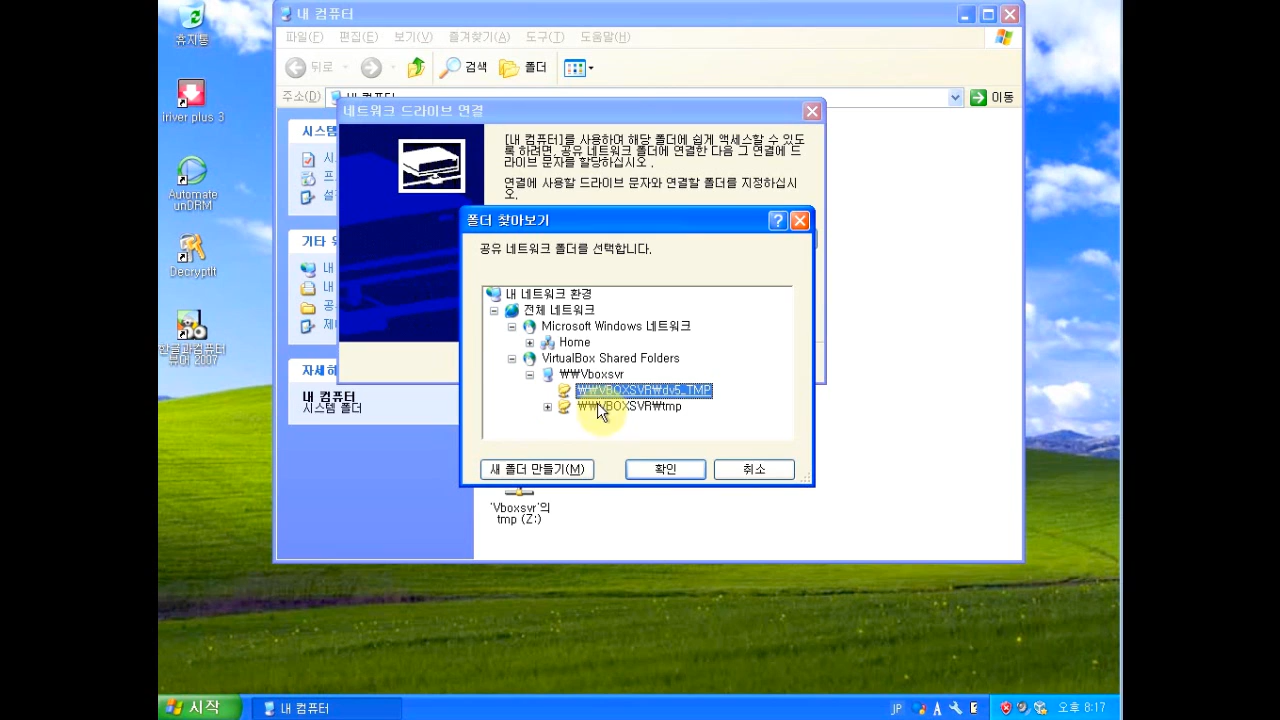 내 컴퓨터
파일(F) 편집(E) 보기(V) 즐겨찾기(A) 도구(T) 도움말(H)
뒤로 검색 폴더
주소(D) 내 컴퓨터 이동
휴지통
iriver plus 3
Automate unDRM
DecryptIt
한글과컴퓨터
퓨터 2007
네트워크 드라이브 연결
[내 컴퓨터]를 사용하여 해당 폴더에 쉽게 액세스할 수 있도
록 하려면, 공유 네트워크 폴더에 연결한 다음 그 연결에 드
라이브 문자를 할당하십시오 .
연결에 사용할 드라이브 문자와 연결할 폴더를 지정하십시
오.
시스템
기타
자세히
내 컴퓨터
시스템 폴더
폴더 찾아보기
공유 네트워크 폴더를 선택합니다.
내 네트워크 환경
전체 네트워크
Microsoft Windows 네트워크
Home
VirtualBox Shared Folders
₩₩Vboxsvr
₩₩VBOXSVR₩dv5_TMP
₩₩VBOXSVR₩tmp
새 폴더 만들기(M) 확인 취소
'Vboxsvr'의
tmp (Z:)
시작 내 컴퓨터 JP A 오후 8:17